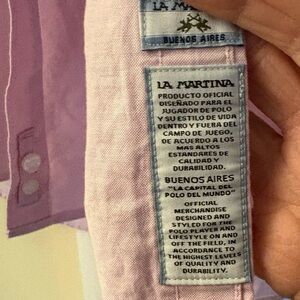 LA MARTINA
BUENOS AIRES
LA MARTINA
PRODUCTO OFICIAL
DISEÑADO PARA EL
JUGADOR DE POLO
Y SU ESTILO DE VIDA
DENTRO Y FUERA DEL
CAMPO DE JUEGO,
DE ACUERDO A LOS
MAS ALTOS
ESTANDARES DE
CALIDAD Y
DURABILIDAD.
BUENOS AIRES
"LA CAPITAL DEL
POLO DEL MUNDO"
OFFICIAL
MERCHANDISE
DESIGNED AND
STYLED FOR THE
POLO PLAYER AND
LIFESTYLE ON AND
OFF THE FIELD, IN
ACCORDANCE TO
THE HIGHEST LEVELS
OF QUALITY AND
DURABILITY.